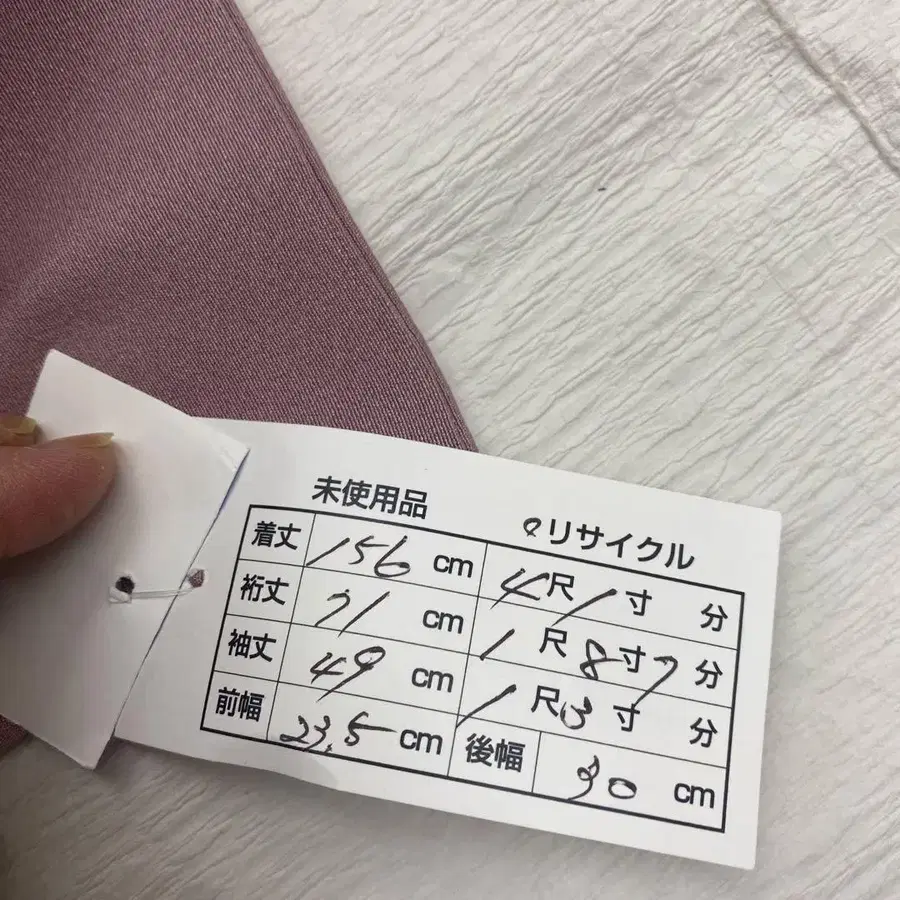 未使用品 リサイクル
着丈 156 cm 4尺 1寸 分
裄丈 71 cm 1尺 8寸 7分
袖丈 49 cm 1尺 3寸 分
前幅 23.5 cm 後幅 30 cm